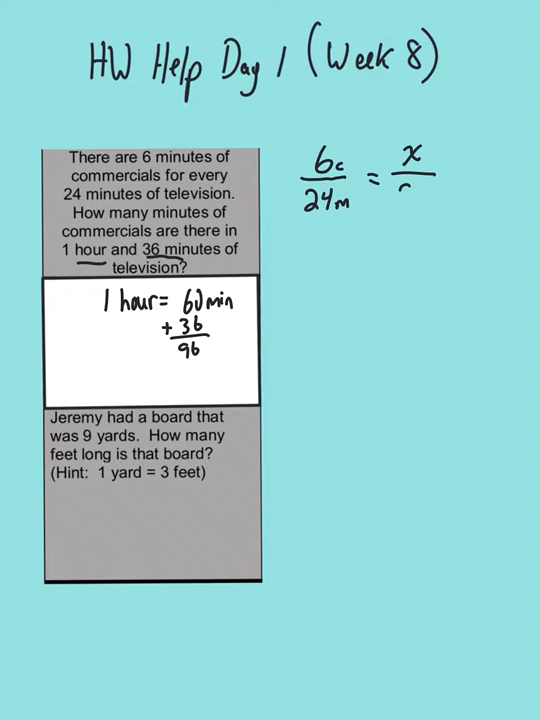 HW Help Day 1 (Week 8)
There are 6 minutes of
commercials for every
24 minutes of television.
How many minutes of
commercials are there in
1 hour and 36 minutes of
television?
6c/24m = x/
1 hour = 60 min
+ 36
96
Jeremy had a board that
was 9 yards. How many
feet long is that board?
(Hint: 1 yard = 3 feet)